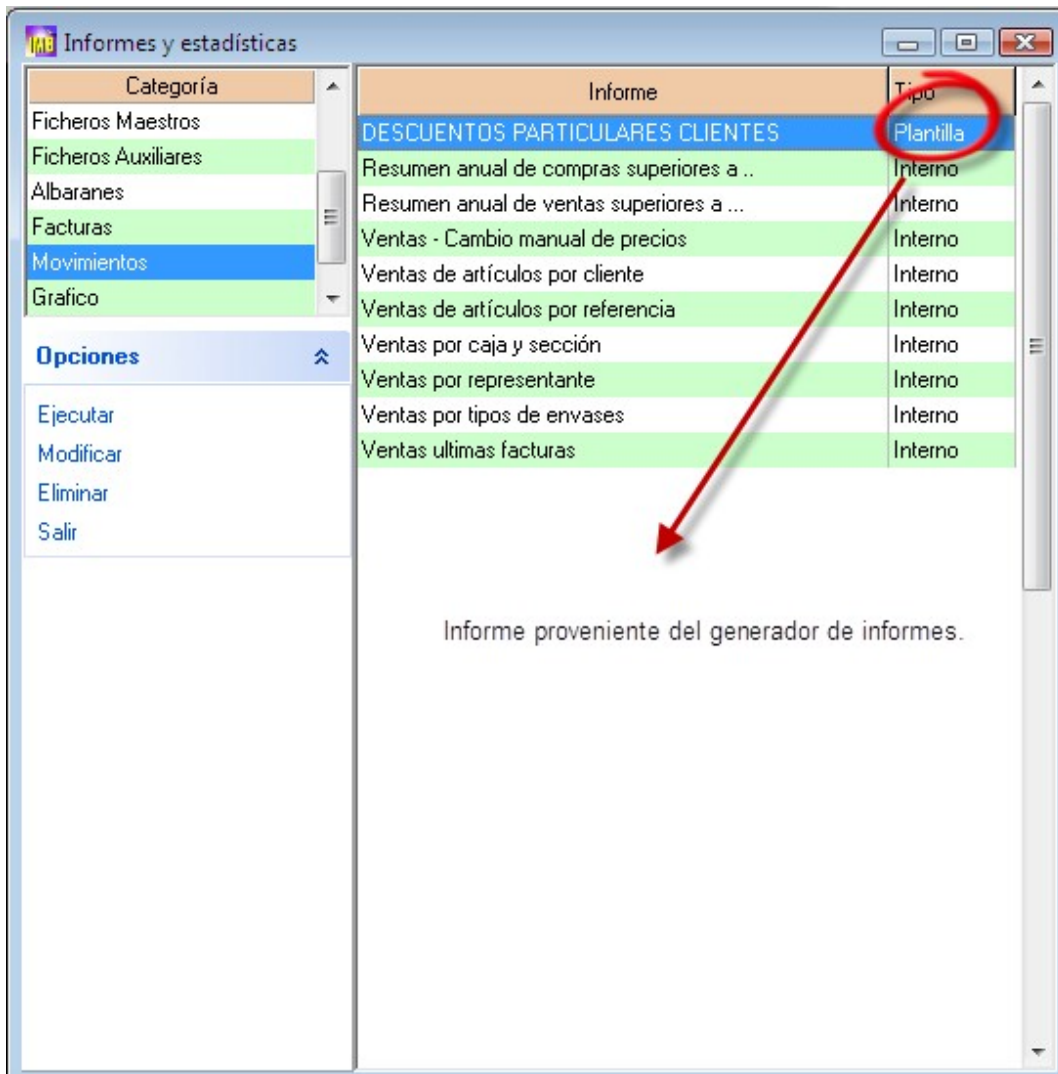 Informes y estadísticas
Categoría
Ficheros Maestros
Ficheros Auxiliares
Albaranes
Facturas
Movimientos
Grafico
Opciones
Ejecutar
Modificar
Eliminar
Salir
Informe Tipo
DESCUENTOS PARTICULARES CLIENTES Plantilla
Resumen anual de compras superiores a .. Interno
Resumen anual de ventas superiores a ... Interno
Ventas - Cambio manual de precios Interno
Ventas de artículos por cliente Interno
Ventas de artículos por referencia Interno
Ventas por caja y sección Interno
Ventas por representante Interno
Ventas por tipos de envases Interno
Ventas ultimas facturas Interno
Informe proveniente del generador de informes.